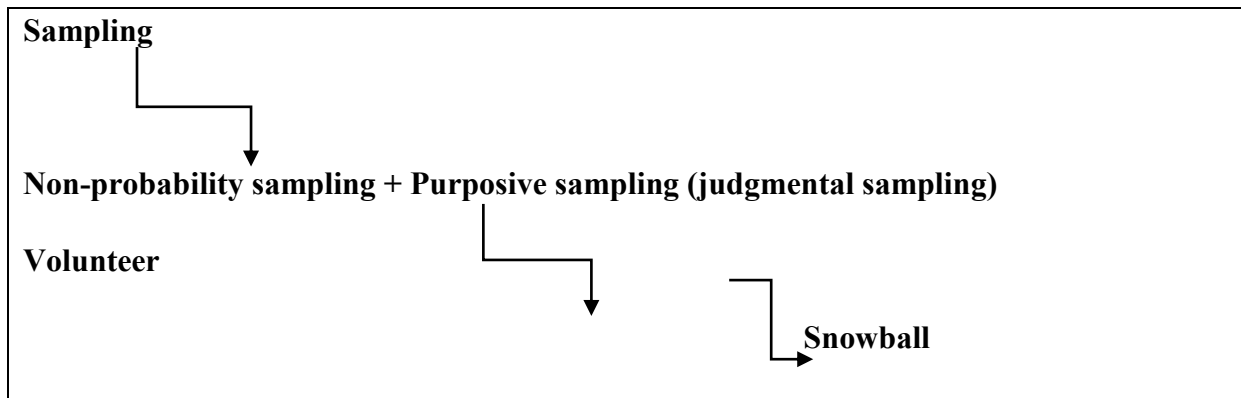 Sampling
Non-probability sampling + Purposive sampling (judgmental sampling)
Volunteer
Snowball